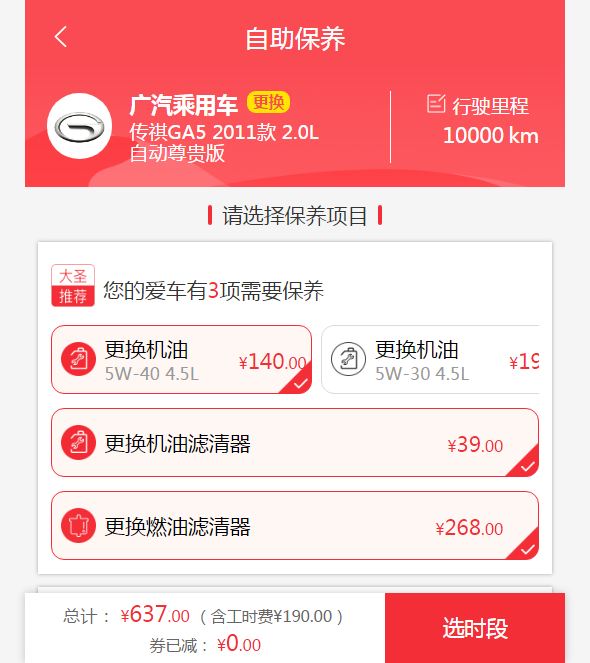 自助保养
广汽乘用车 更换
传祺GA5 2011款 2.0L
自动尊贵版
行驶里程
10000 km
请选择保养项目
大圣
推荐
您的爱车有3项需要保养
更换机油
5W-40 4.5L
¥140.00
更换机油
5W-30 4.5L
¥19
更换机油滤清器
¥39.00
更换燃油滤清器
¥268.00
总计： ¥637.00 （含工时费¥190.00）
券已减： ¥0.00
选时段